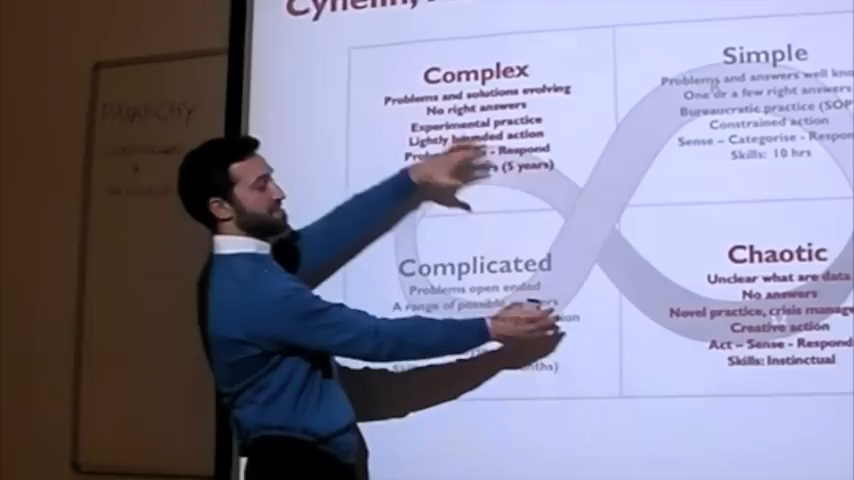 Cynefin,
PANARCHY
Complex
Problems and solutions evolving
No right answers
Experimental practice
Lightly bounded action
- Respond
(5 years)
Simple
Problems and answers well
One or a few right answers
Bureaucratic practice (SOP
Constrained action
Sense – Categorise - Respon
Skills: 10 hrs
Complicated
Problems open ended
A range of possible
Chaotic
Unclear what are data
No answers
Novel practice, crisis manage
Creative action
Act – Sense - Respond
Skills: Instinctual